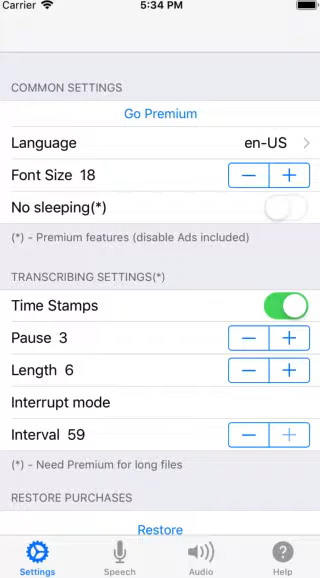 Carrier 5:34 PM
COMMON SETTINGS
Go Premium
Language en-US
Font Size 18 − +
No sleeping(*)
(*) - Premium features (disable Ads included)
TRANSCRIBING SETTINGS(*)
Time Stamps
Pause 3 − +
Length 6 − +
Interrupt mode
Interval 59 − +
(*) - Need Premium for long files
RESTORE PURCHASES
Restore
Settings Speech Audio Help